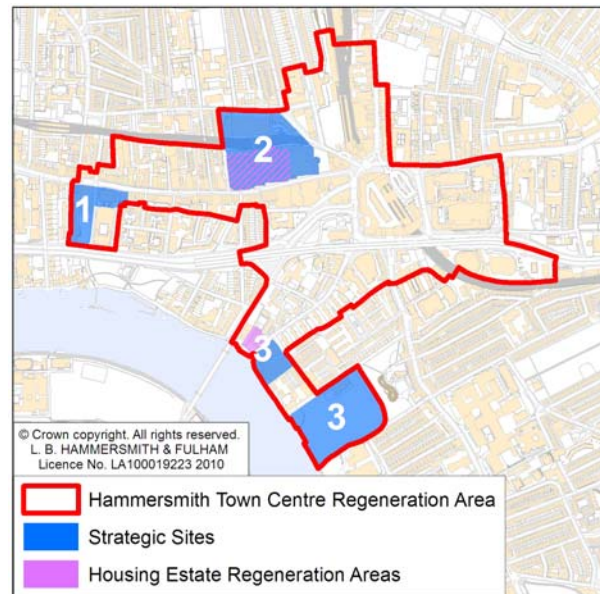 2
1
3
3
© Crown copyright. All rights reserved.
L. B. HAMMERSMITH & FULHAM
Licence No. LA100019223 2010
Hammersmith Town Centre Regeneration Area
Strategic Sites
Housing Estate Regeneration Areas